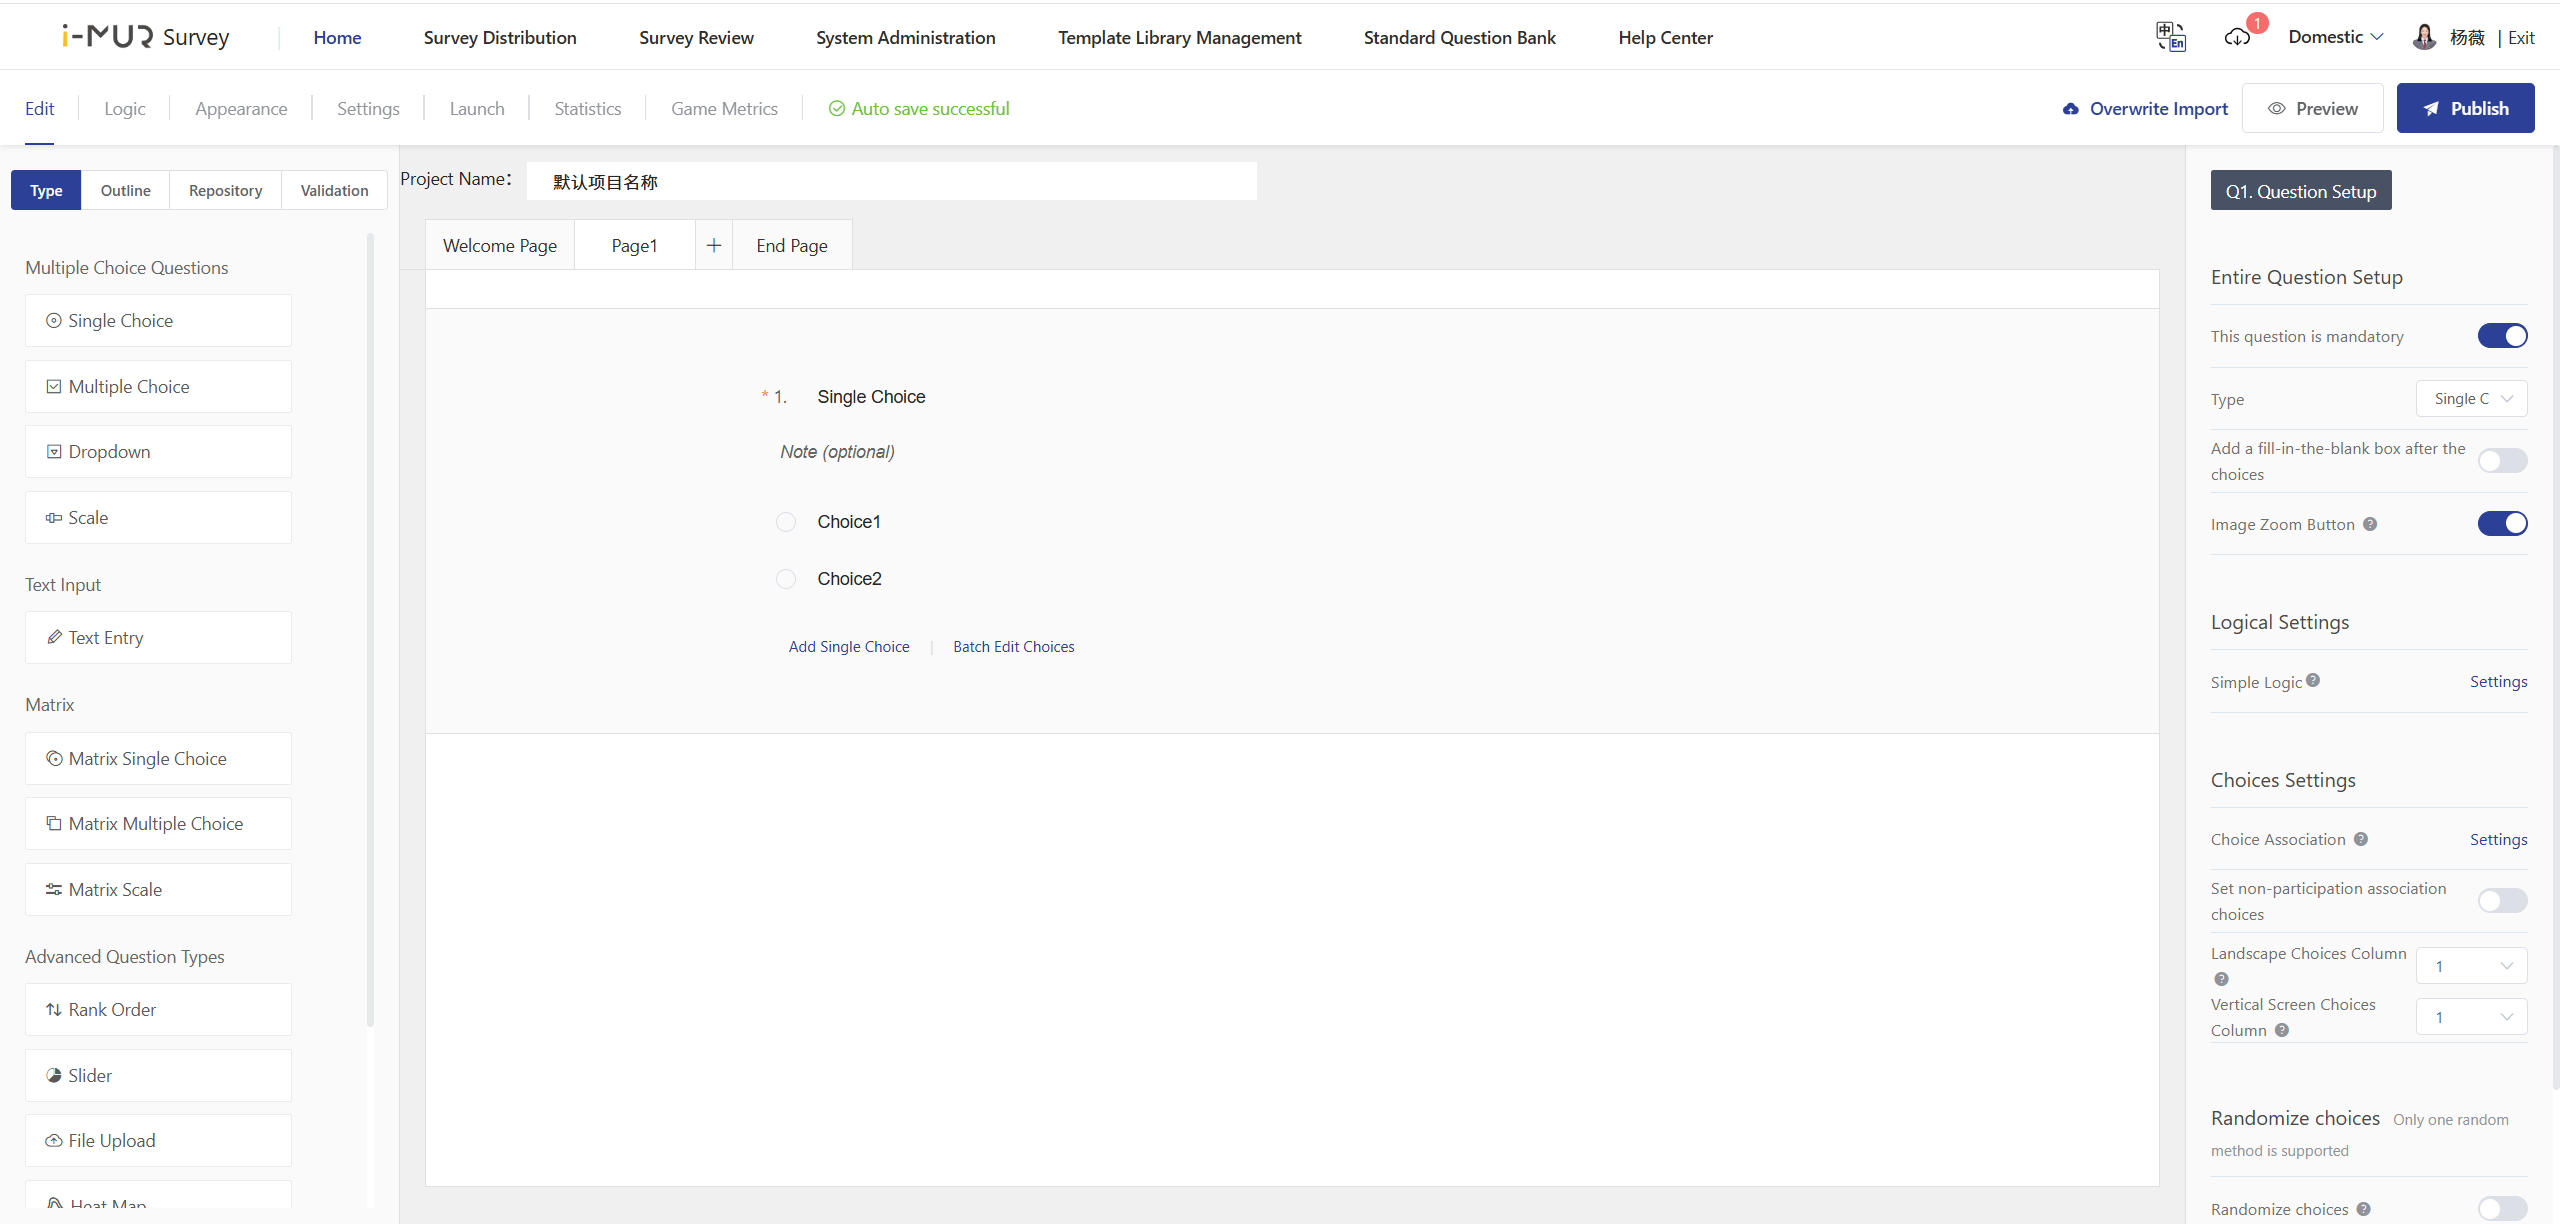 i-MUR Survey
Home
Survey Distribution
Survey Review
System Administration
Template Library Management
Standard Question Bank
Help Center
中 En
1
Domestic
杨薇 | Exit
Edit
Logic
Appearance
Settings
Launch
Statistics
Game Metrics
Auto save successful
Overwrite Import
Preview
Publish
Type
Outline
Repository
Validation
Multiple Choice Questions
Single Choice
Multiple Choice
Dropdown
Scale
Text Input
Text Entry
Matrix
Matrix Single Choice
Matrix Multiple Choice
Matrix Scale
Advanced Question Types
Rank Order
Slider
File Upload
Heat Map
Project Name：
默认项目名称
Welcome Page
Page1
+
End Page
* 1. Single Choice
Note (optional)
Choice1
Choice2
Add Single Choice | Batch Edit Choices
Q1. Question Setup
Entire Question Setup
This question is mandatory
Type
Single C
Add a fill-in-the-blank box after the
choices
Image Zoom Button ?
Logical Settings
Simple Logic ?
Settings
Choices Settings
Choice Association ?
Settings
Set non-participation association
choices
Landscape Choices Column
?
1
Vertical Screen Choices
Column ?
1
Randomize choices Only one random
method is supported
Randomize choices ?